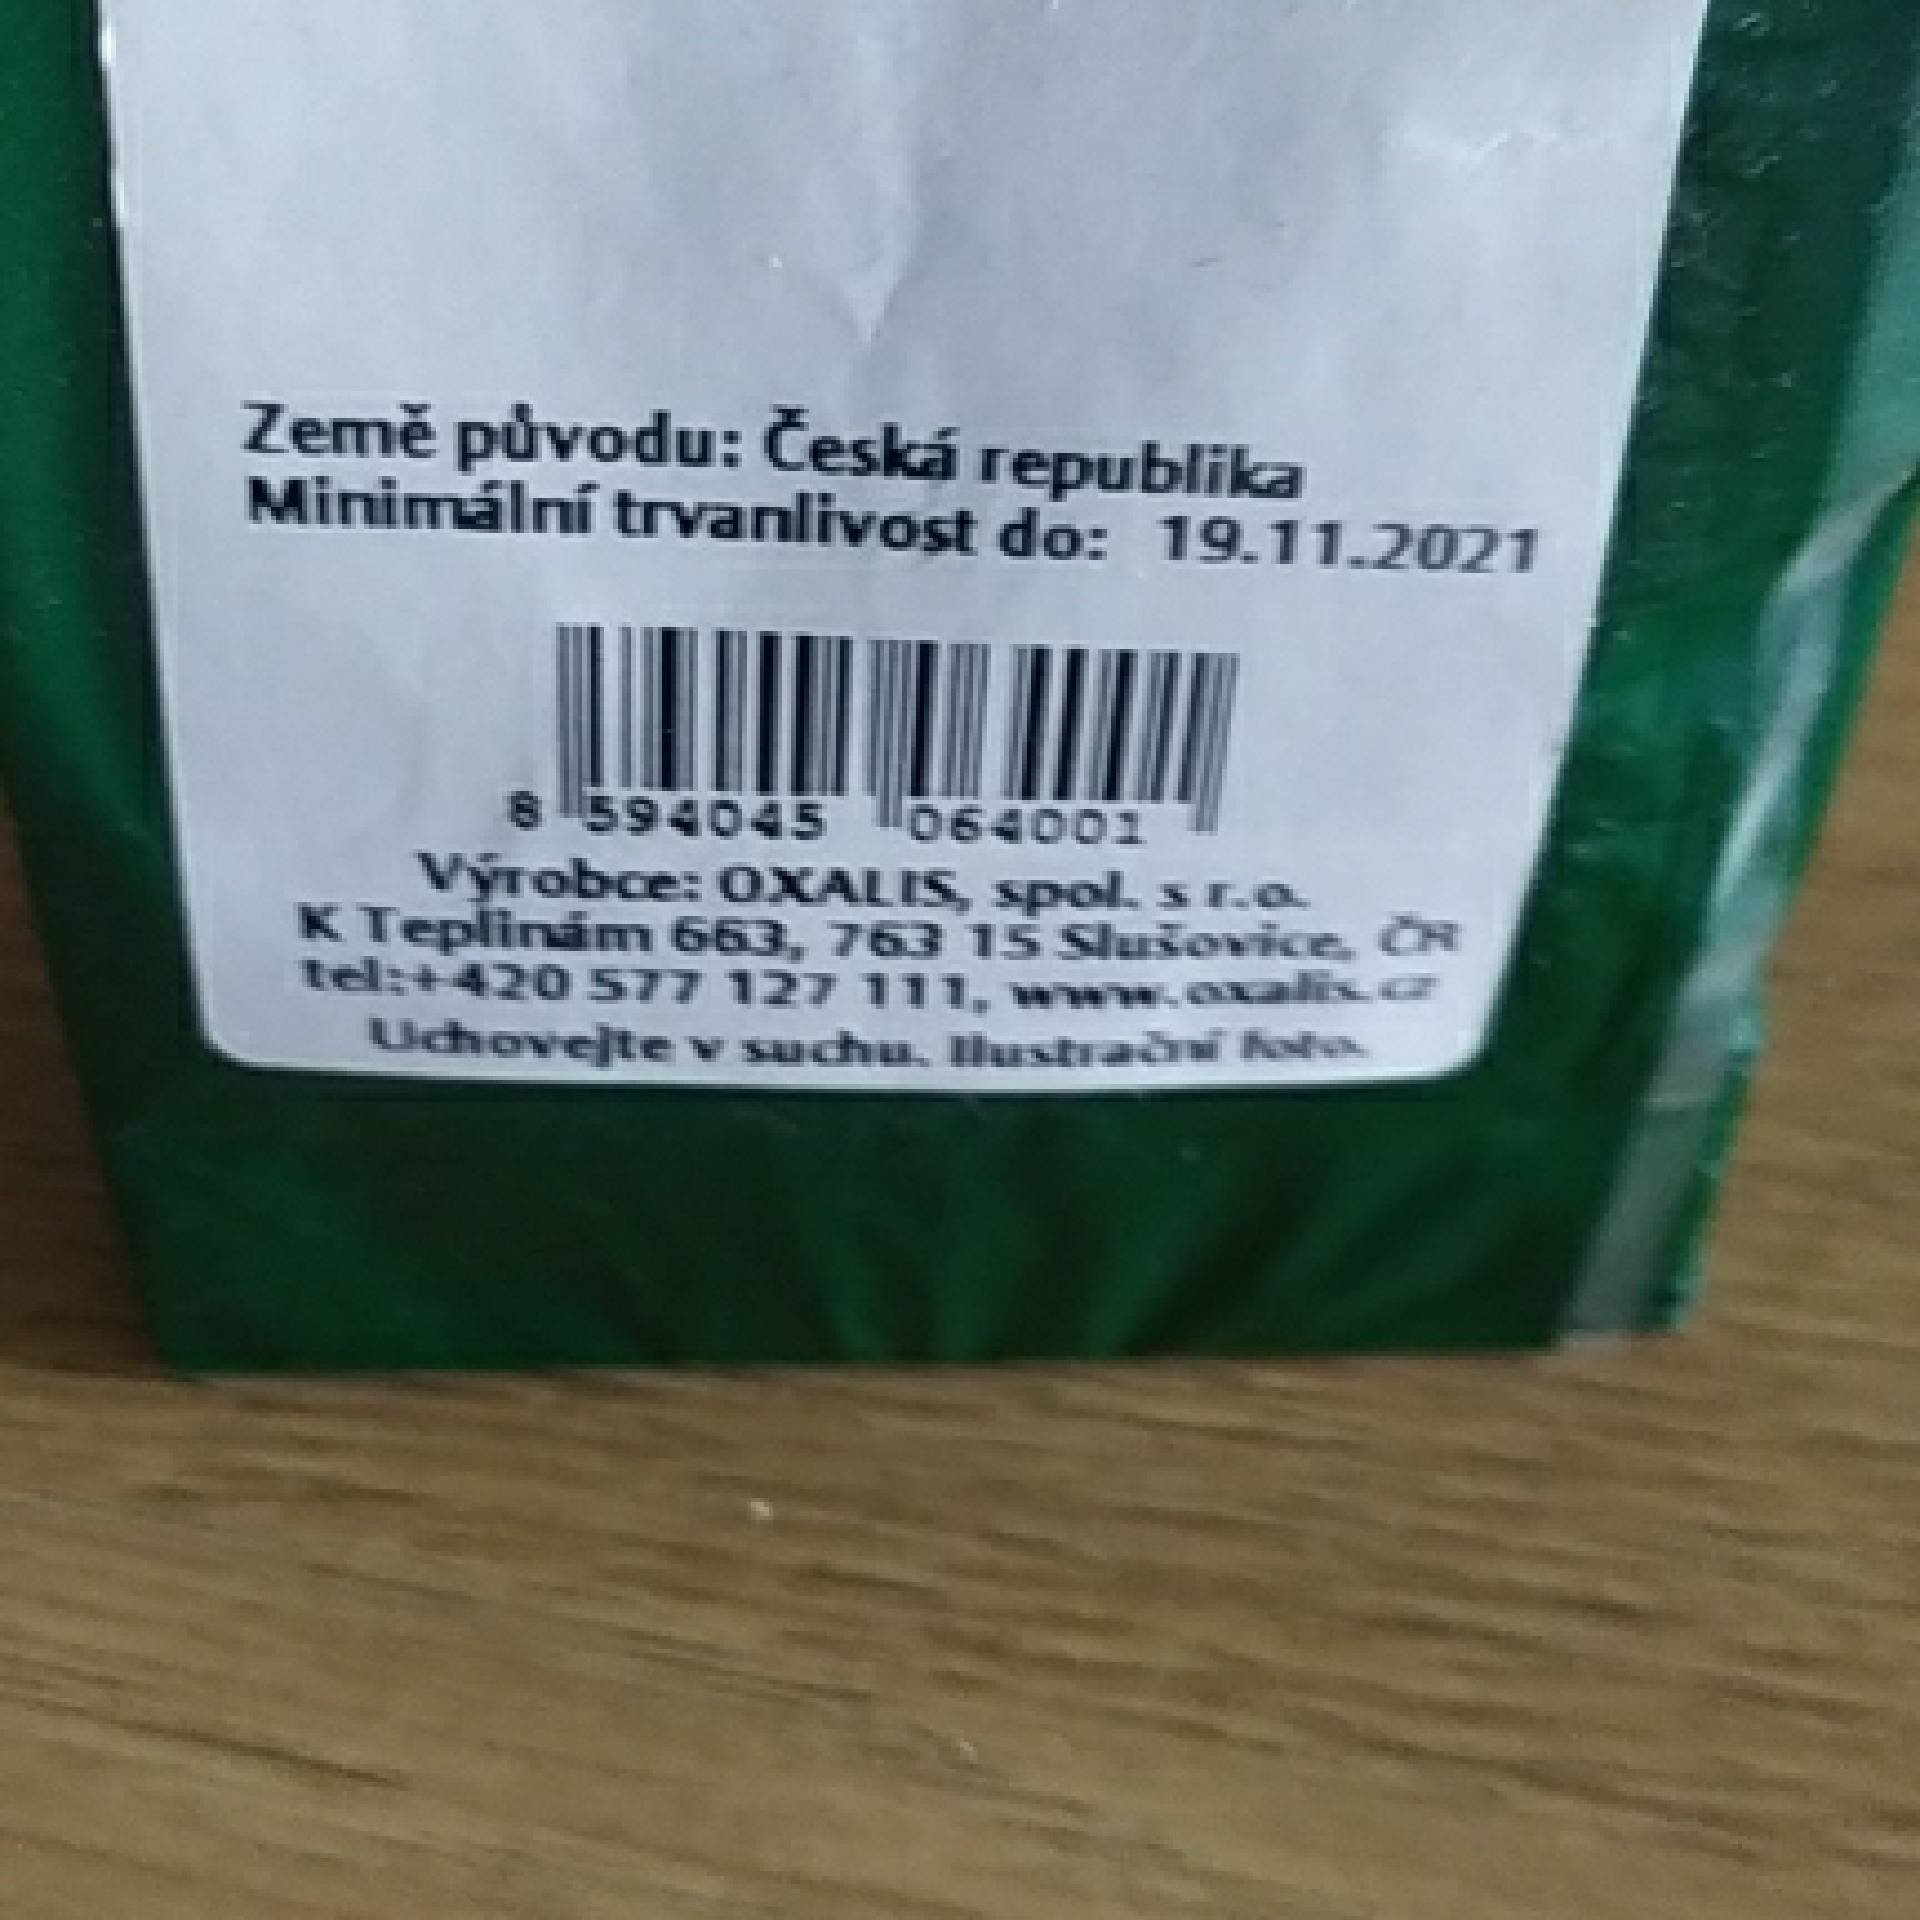 Země původu: Česká republika
Minimální trvanlivost do: 19.11.2021
8 594045 064001
Výrobce: OXALIS, spol. s r.o.
K Teplinám 663, 763 15 Slušovice, ČR
tel:+420 577 127 111, www.oxalis.cz
Uchovejte v suchu. Ilustrační foto.